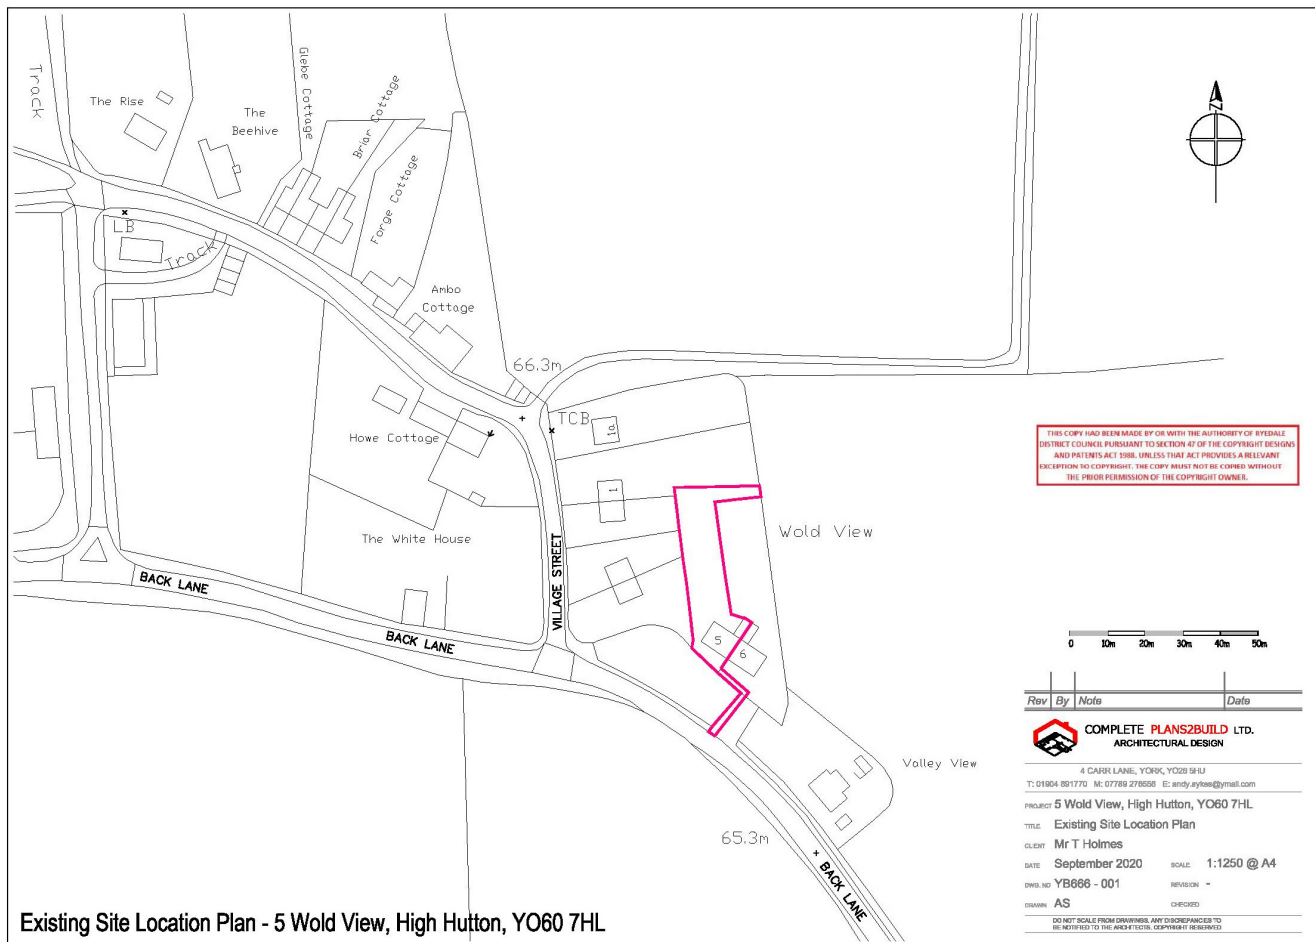 Track
The Rise
The
Beehive
Glebe Cottage
Briar Cottage
Forge Cottage
N
LB
Track
Ambo
Cottage
66.3m
TCB
1a
Howe Cottage
1
THIS COPY HAD BEEN MADE BY OR WITH THE AUTHORITY OF RYEDALE
DISTRICT COUNCIL PURSUANT TO SECTION 47 OF THE COPYRIGHT DESIGNS
AND PATENTS ACT 1988. UNLESS THAT ACT PROVIDES A RELEVANT
EXCEPTION TO COPYRIGHT. THE COPY MUST NOT BE COPIED WITHOUT
THE PRIOR PERMISSION OF THE COPYRIGHT OWNER.
Wold View
The White House
VILLAGE STREET
BACK LANE
BACK LANE
5
6
0 10m 20m 30m 40m 50m
Rev By Note Date
COMPLETE PLANS2BUILD LTD.
ARCHITECTURAL DESIGN
4 CARR LANE, YORK, YO26 5HU
T: 01904 891770 M: 07789 276556 E: andy.sykes@ymail.com
PROJECT 5 Wold View, High Hutton, YO60 7HL
TITLE Existing Site Location Plan
CLIENT Mr T Holmes
DATE September 2020 SCALE 1:1250 @ A4
DWG. NO YB666 - 001 REVISION -
DRAWN AS CHECKED
DO NOT SCALE FROM DRAWINGS. ANY DISCREPANCIES TO
BE NOTIFIED TO THE ARCHITECTS. COPYRIGHT RESERVED
Valley View
65.3m
BACK LANE
Existing Site Location Plan - 5 Wold View, High Hutton, YO60 7HL